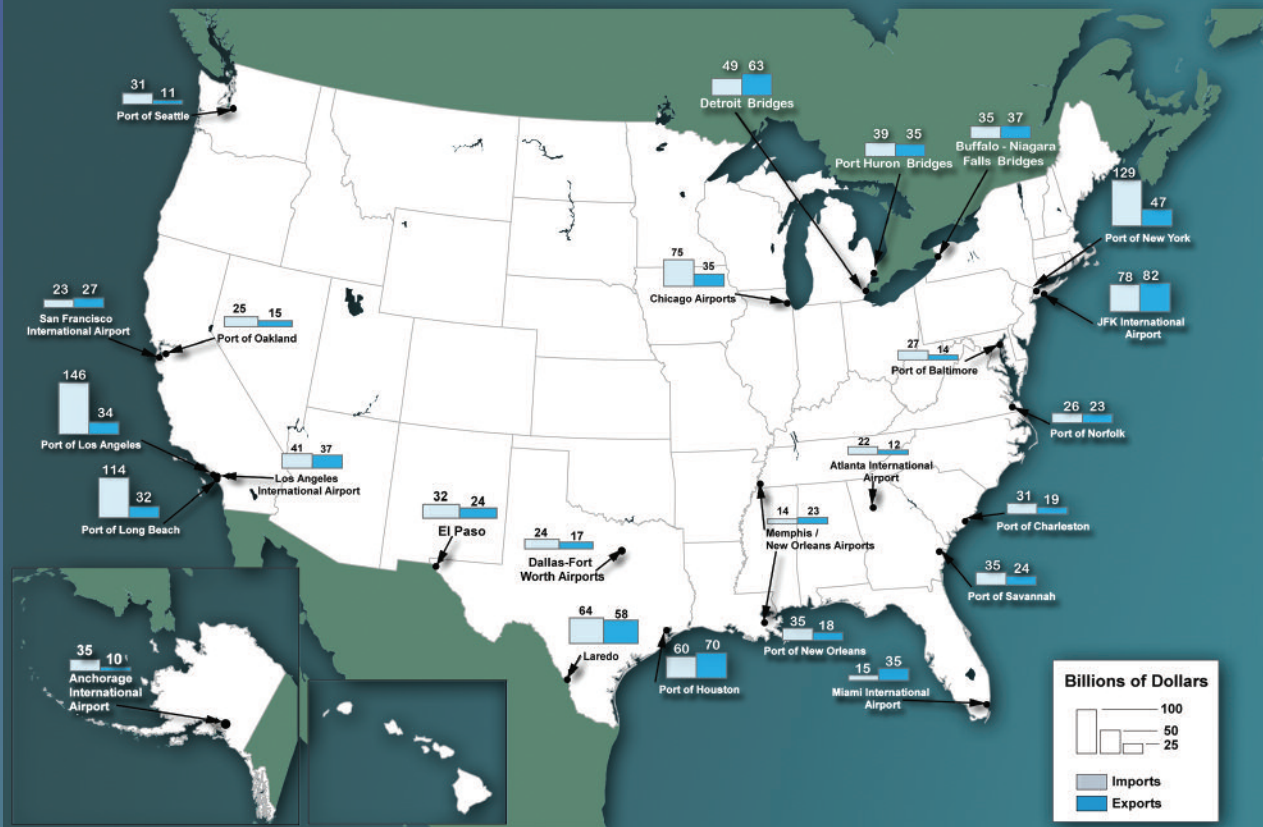 31 11
Port of Seattle
49 63
Detroit Bridges
39 35
Port Huron Bridges
35 37
Buffalo - Niagara
Falls Bridges
129
47
Port of New York
78 82
JFK International
Airport
75
35
Chicago Airports
23 27
San Francisco
International Airport
25 15
Port of Oakland
27 14
Port of Baltimore
146
34
Port of Los Angeles
26 23
Port of Norfolk
41 37
Los Angeles
International Airport
22 12
Atlanta International
Airport
114
32
Port of Long Beach
32 24
El Paso
31 19
Port of Charleston
14 23
Memphis /
New Orleans Airports
24 17
Dallas-Fort
Worth Airports
35 24
Port of Savannah
64 58
Laredo
60 70
Port of Houston
35 18
Port of New Orleans
15 35
Miami International
Airport
35 10
Anchorage
International
Airport
Billions of Dollars
100
50
25
Imports
Exports